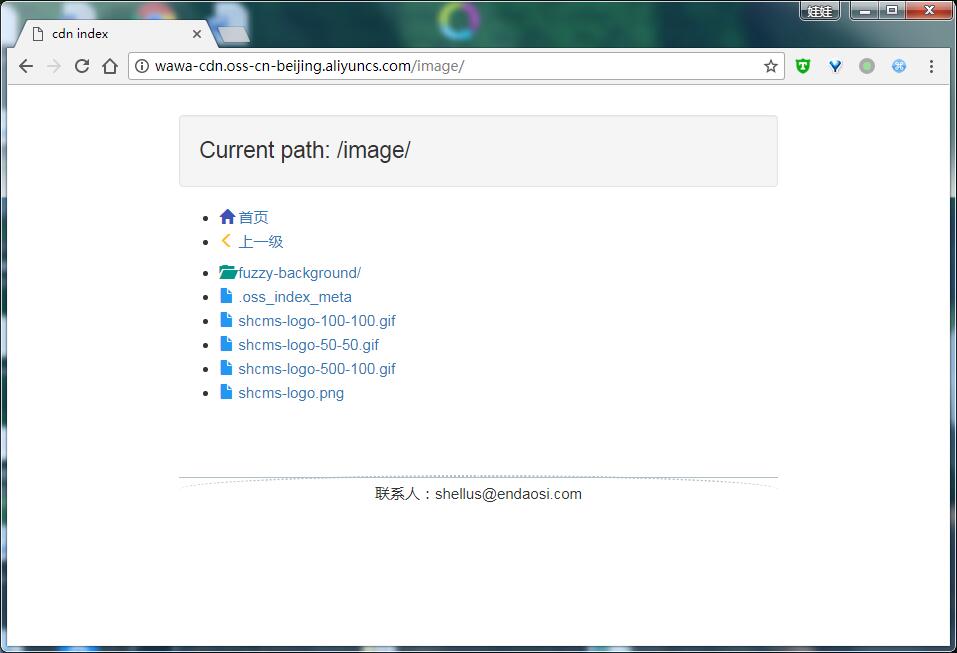 娃娃
cdn index
wawa-cdn.oss-cn-beijing.aliyuncs.com/image/
Current path: /image/
首页
上一级
fuzzy-background/
.oss_index_meta
shcms-logo-100-100.gif
shcms-logo-50-50.gif
shcms-logo-500-100.gif
shcms-logo.png
联系人：shellus@endaosi.com